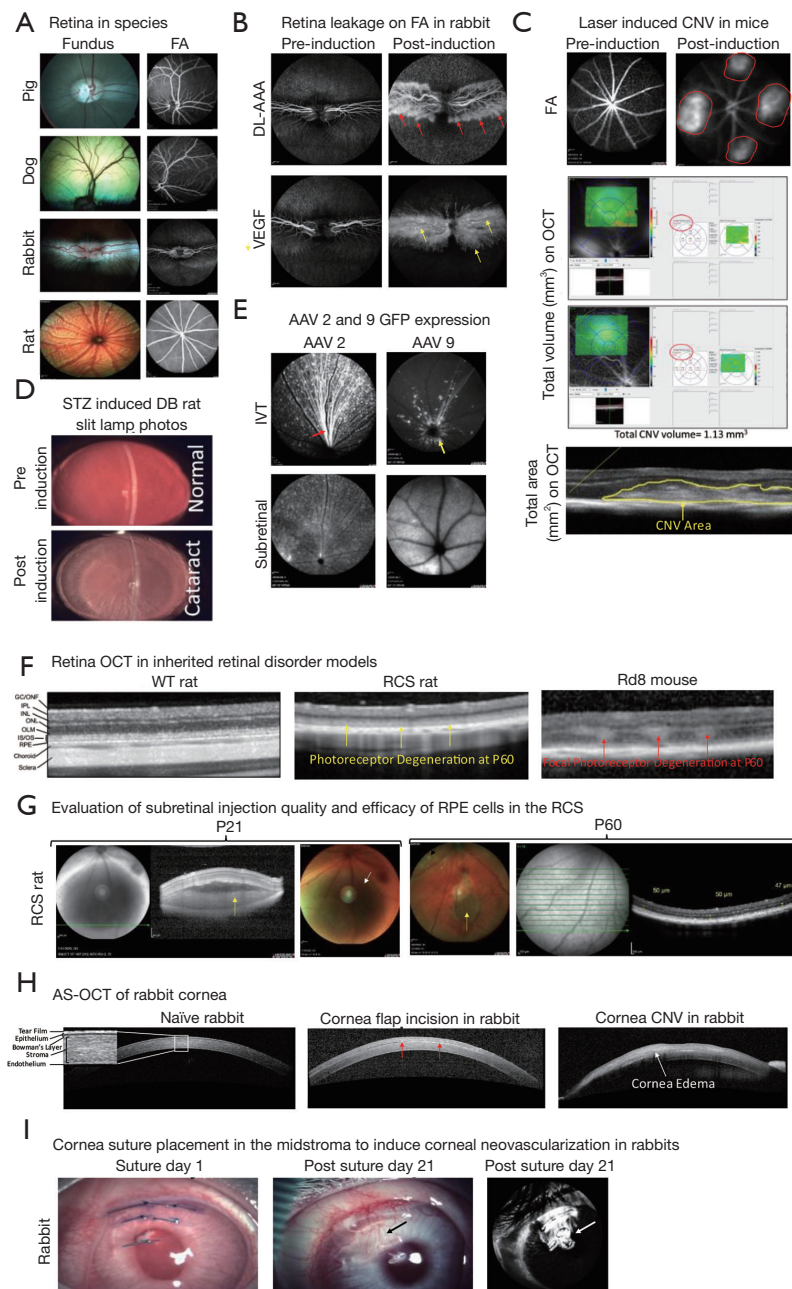 A Retina in species
Fundus FA
Pig
Dog
Rabbit
Rat
B Retina leakage on FA in rabbit
Pre-induction Post-induction
DL-AAA
VEGF
C Laser induced CNV in mice
Pre-induction Post-induction
FA
Total volume (mm³) on OCT
Total CNV volume= 1.13 mm³
Total area
(mm²) on OCT
CNV Area
D STZ induced DB rat
slit lamp photos
Pre
induction
Normal
Post
induction
Cataract
E AAV 2 and 9 GFP expression
AAV 2 AAV 9
IVT
Subretinal
F Retina OCT in inherited retinal disorder models
WT rat RCS rat Rd8 mouse
GC/ONF
IPL
INL
ONL
OLM
IS/OS
RPE
Choroid
Sclera
Photoreceptor Degeneration at P60
Focal Photoreceptor Degeneration at P60
G Evaluation of subretinal injection quality and efficacy of RPE cells in the RCS
P21 P60
RCS rat
50 µm
50 µm
47 µm
H AS-OCT of rabbit cornea
Naïve rabbit Cornea flap incision in rabbit Cornea CNV in rabbit
Tear Film
Epithelium
Bowman's Layer
Stroma
Endothelium
Cornea Edema
I Cornea suture placement in the midstroma to induce corneal neovascularization in rabbits
Suture day 1 Post suture day 21 Post suture day 21
Rabbit